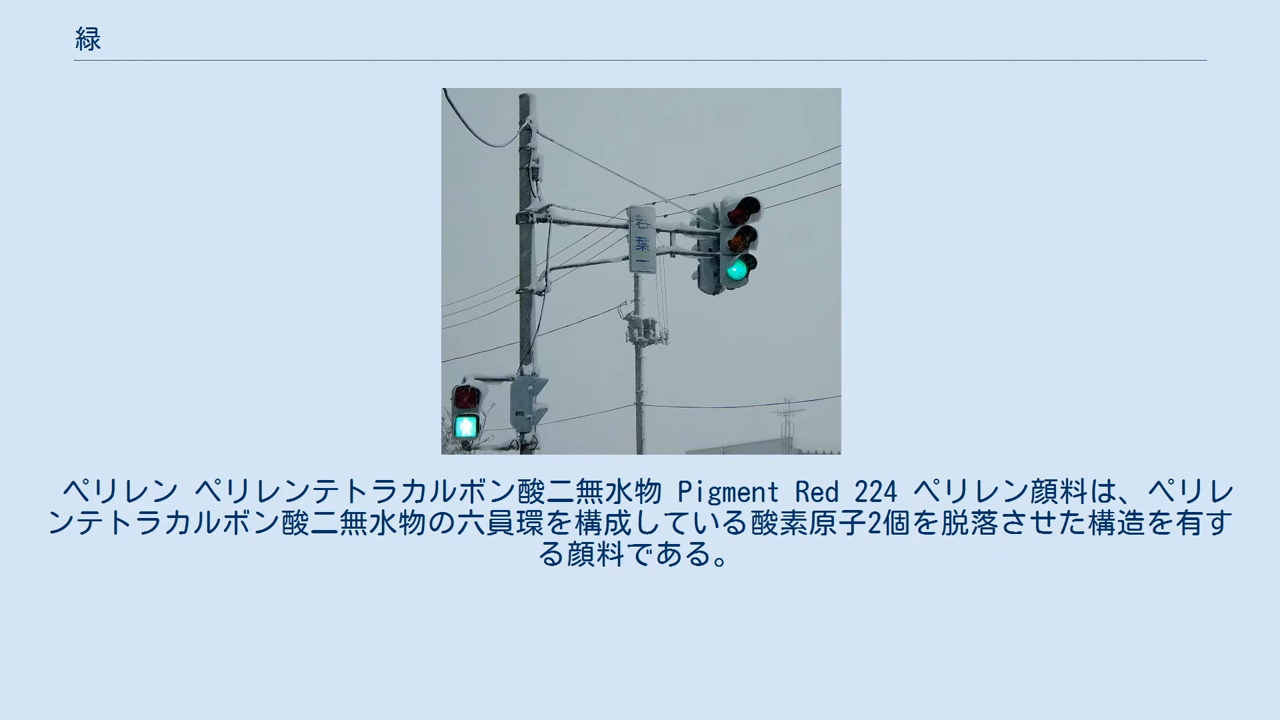 緑
若葉一
ペリレン ペリレンテトラカルボン酸二無水物 Pigment Red 224 ペリレン顔料は、ペリレ
ンテトラカルボン酸二無水物の六員環を構成している酸素原子2個を脱落させた構造を有す
る顔料である。